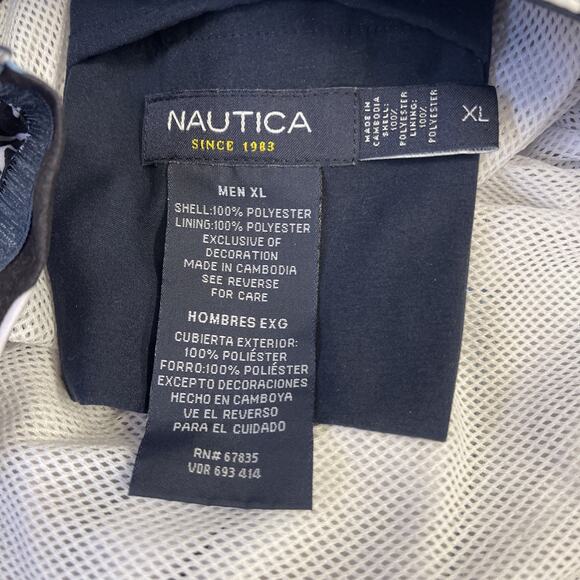 NAUTICA
SINCE 1983
MADE IN
CAMBODIA
SHELL:
100%
POLYESTER
LINING:
100%
POLYESTER
XL
MEN XL
SHELL:100% POLYESTER
LINING:100% POLYESTER
EXCLUSIVE OF
DECORATION
MADE IN CAMBODIA
SEE REVERSE
FOR CARE
HOMBRES EXG
CUBIERTA EXTERIOR:
100% POLIÉSTER
FORRO:100% POLIÉSTER
EXCEPTO DECORACIONES
HECHO EN CAMBOYA
VE EL REVERSO
PARA EL CUIDADO
RN# 67835
VDR 693 414